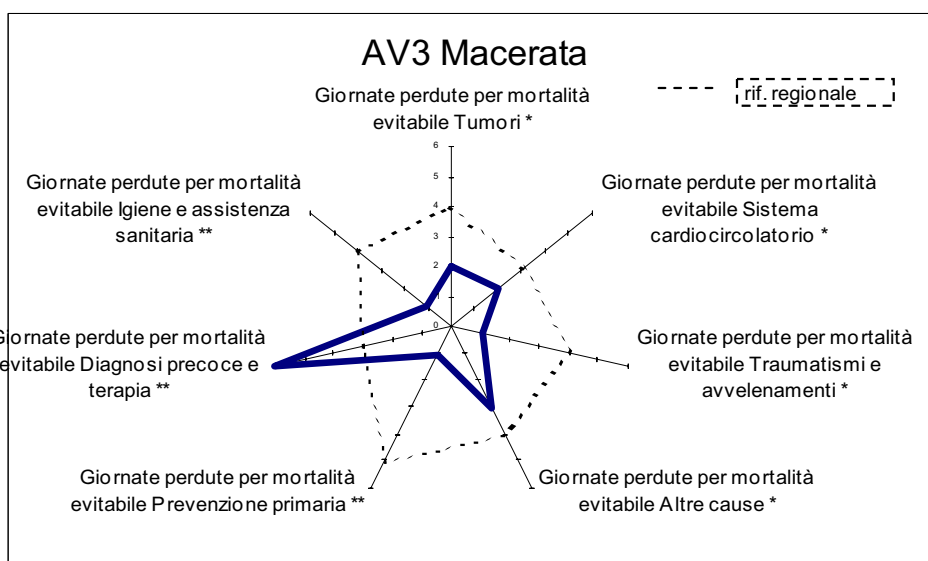 AV3 Macerata
rif. regionale
Giornate perdute per mortalità
evitabile Tumori *
6
5
4
3
2
1
0
Giornate perdute per mortalità
evitabile Sistema
cardiocircolatorio *
Giornate perdute per mortalità
evitabile Traumatismi e
avvelenamenti *
Giornate perdute per mortalità
evitabile Altre cause *
Giornate perdute per mortalità
evitabile Prevenzione primaria **
Giornate perdute per mortalità
evitabile Diagnosi precoce e
terapia **
Giornate perdute per mortalità
evitabile Igiene e assistenza
sanitaria **